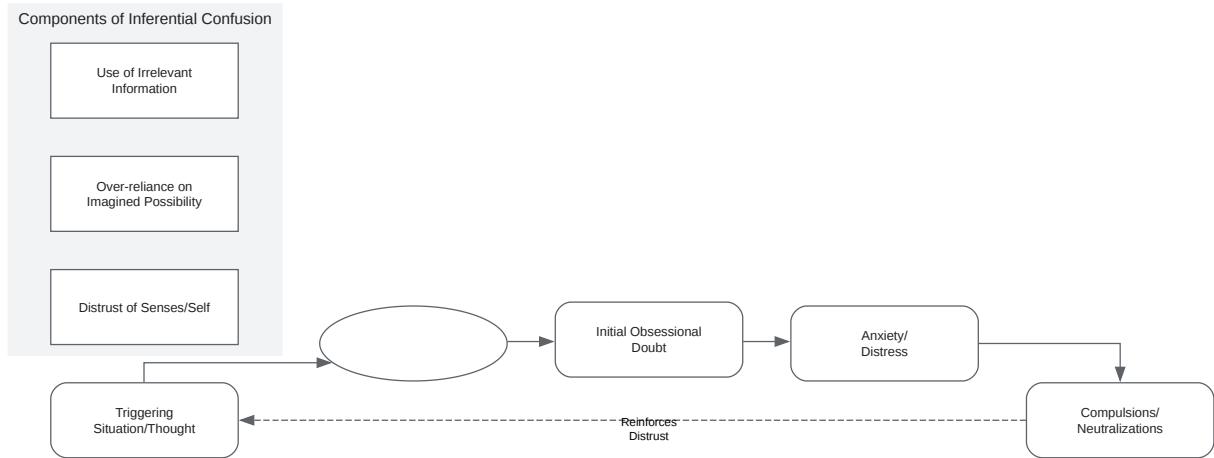 Components of Inferential Confusion
Use of Irrelevant
Information
Over-reliance on
Imagined Possibility
Distrust of Senses/Self
Initial Obsessional
Doubt
Anxiety/
Distress
Triggering
Situation/Thought
Reinforces
Distrust
Compulsions/
Neutralizations